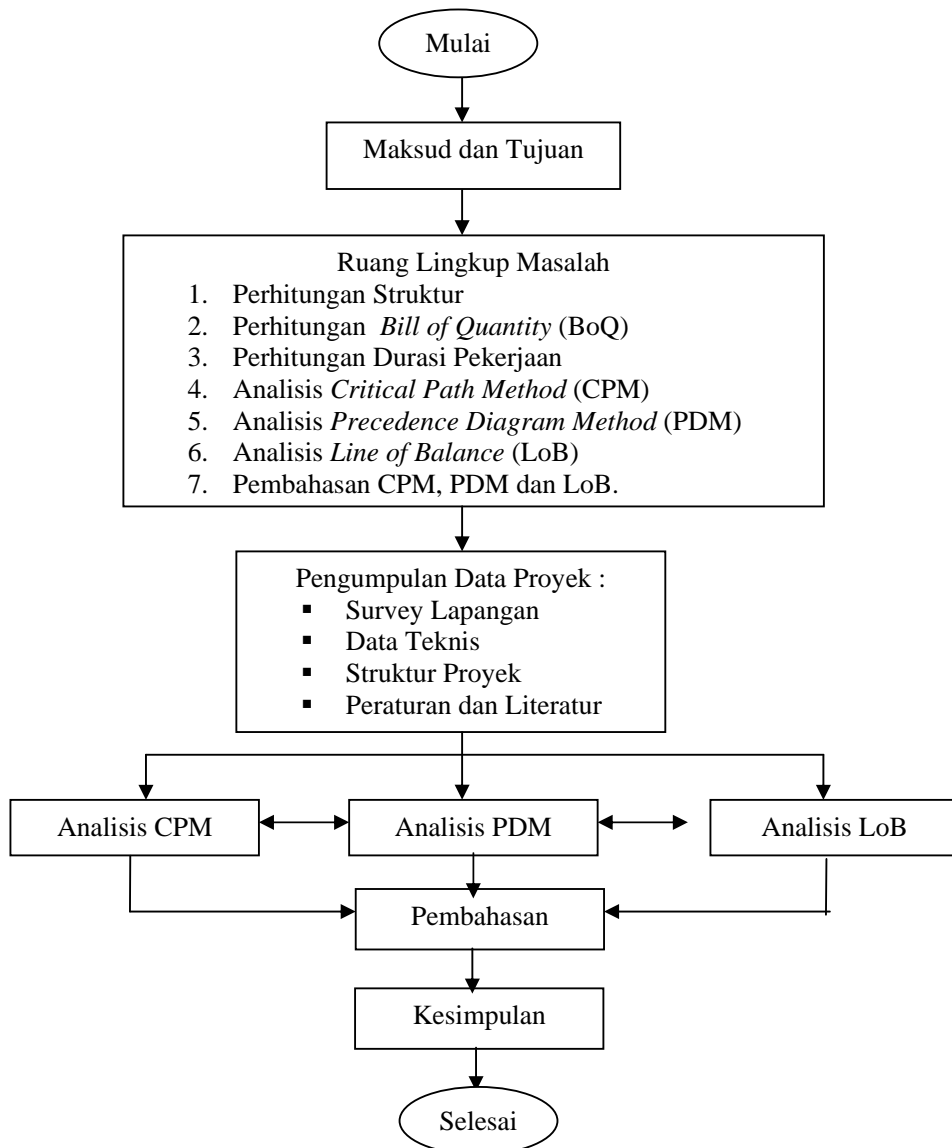 Mulai
Maksud dan Tujuan
Ruang Lingkup Masalah
1. Perhitungan Struktur
2. Perhitungan Bill of Quantity (BoQ)
3. Perhitungan Durasi Pekerjaan
4. Analisis Critical Path Method (CPM)
5. Analisis Precedence Diagram Method (PDM)
6. Analisis Line of Balance (LoB)
7. Pembahasan CPM, PDM dan LoB.
Pengumpulan Data Proyek :
▪ Survey Lapangan
▪ Data Teknis
▪ Struktur Proyek
▪ Peraturan dan Literatur
Analisis CPM
Analisis PDM
Analisis LoB
Pembahasan
Kesimpulan
Selesai